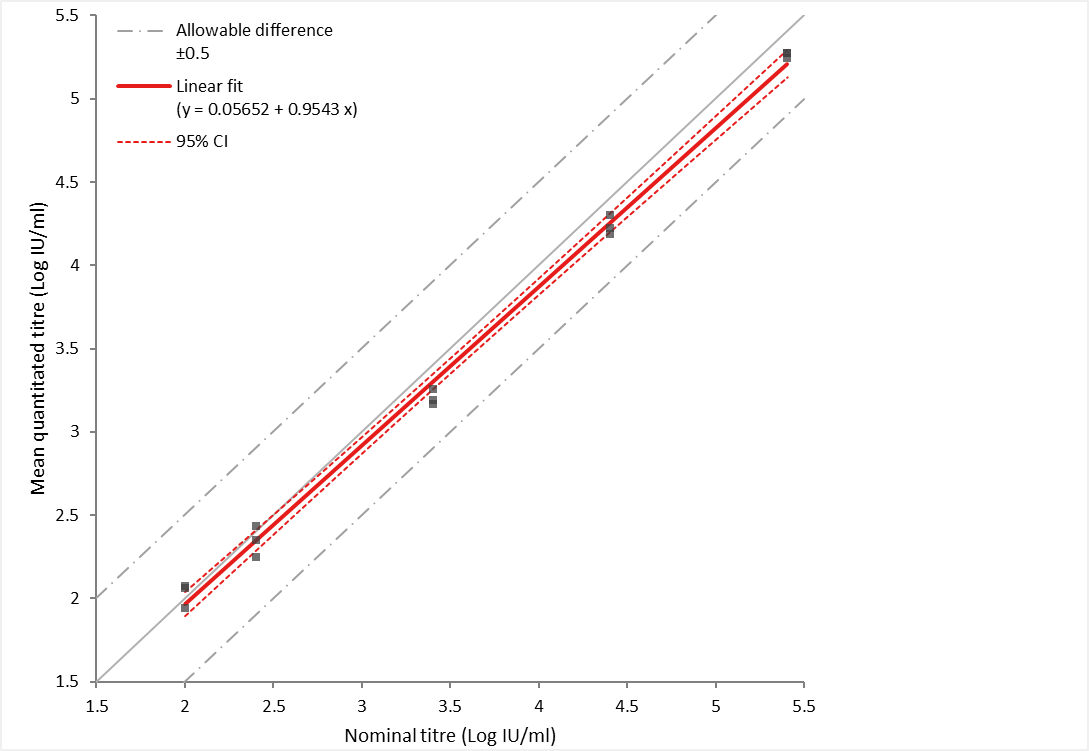 Allowable difference
±0.5
Linear fit
(y = 0.05652 + 0.9543 x)
95% CI
5.5
5
4.5
4
3.5
3
2.5
2
1.5
Mean quantitated titre (Log IU/ml)
1.5 2 2.5 3 3.5 4 4.5 5 5.5
Nominal titre (Log IU/ml)